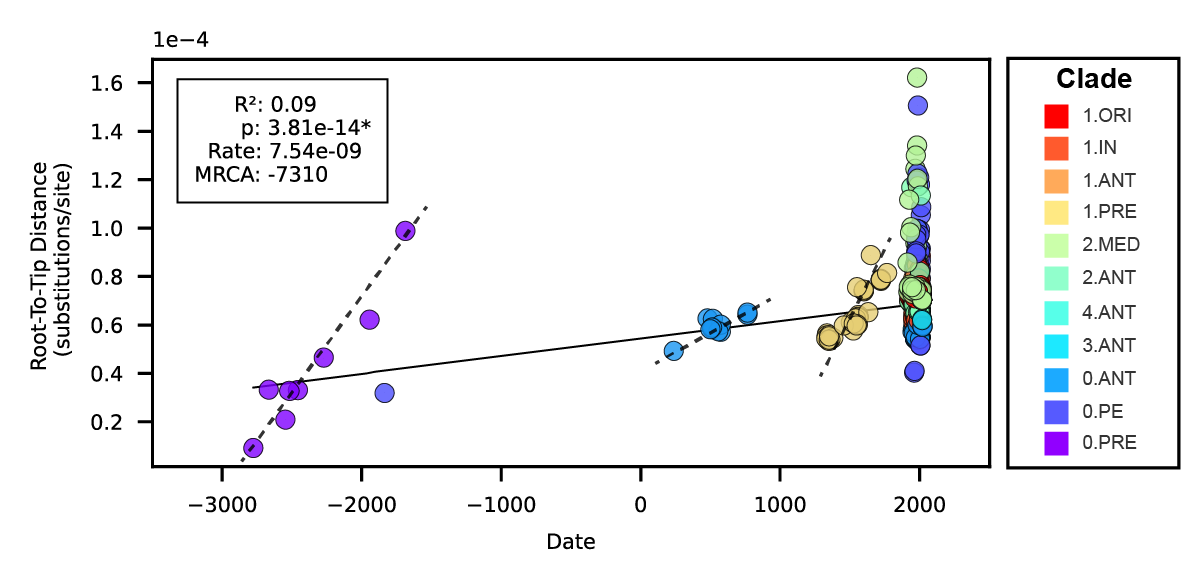 1e−4
1.6
1.4
1.2
1.0
0.8
0.6
0.4
0.2
Root-To-Tip Distance
(substitutions/site)
R²: 0.09
p: 3.81e-14*
Rate: 7.54e-09
MRCA: -7310
−3000
−2000
−1000
0
1000
2000
Date
Clade
1.ORI
1.IN
1.ANT
1.PRE
2.MED
2.ANT
4.ANT
3.ANT
0.ANT
0.PE
0.PRE